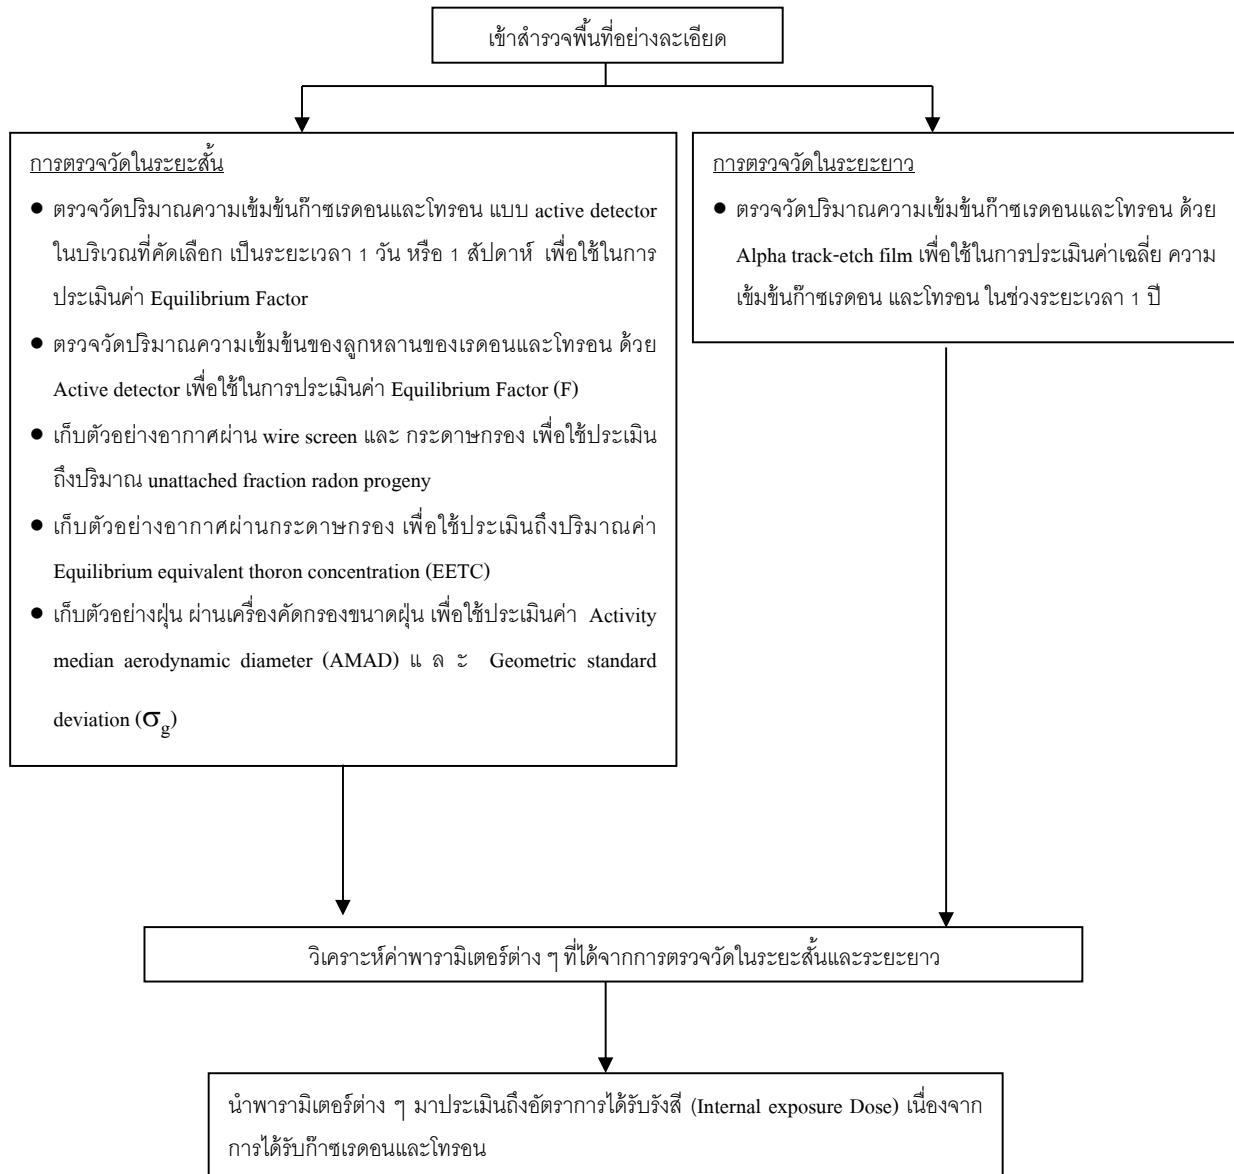 เข้าสำรวจพื้นที่อย่างละเอียด
การตรวจวัดในระยะสั้น
● ตรวจวัดปริมาณความเข้มข้นก๊าซเรดอนและโทรอน แบบ active detector
ในบริเวณที่คัดเลือก เป็นระยะเวลา 1 วัน หรือ 1 สัปดาห์ เพื่อใช้ในการ
ประเมินค่า Equilibrium Factor
● ตรวจวัดปริมาณความเข้มข้นของลูกหลานของเรดอนและโทรอน ด้วย
Active detector เพื่อใช้ในการประเมินค่า Equilibrium Factor (F)
● เก็บตัวอย่างอากาศผ่าน wire screen และ กระดาษกรอง เพื่อใช้ประเมิน
ถึงปริมาณ unattached fraction radon progeny
● เก็บตัวอย่างอากาศผ่านกระดาษกรอง เพื่อใช้ประเมินถึงปริมาณค่า
Equilibrium equivalent thoron concentration (EETC)
● เก็บตัวอย่างฝุ่น ผ่านเครื่องคัดกรองขนาดฝุ่น เพื่อใช้ประเมินค่า Activity
median aerodynamic diameter (AMAD) และ Geometric standard
deviation (σg)
การตรวจวัดในระยะยาว
● ตรวจวัดปริมาณความเข้มข้นก๊าซเรดอนและโทรอน ด้วย
Alpha track-etch film เพื่อใช้ในการประเมินค่าเฉลี่ย ความ
เข้มข้นก๊าซเรดอน และโทรอน ในช่วงระยะเวลา 1 ปี
วิเคราะห์ค่าพารามิเตอร์ต่าง ๆ ที่ได้จากการตรวจวัดในระยะสั้นและระยะยาว
นำพารามิเตอร์ต่าง ๆ มาประเมินถึงอัตราการได้รับรังสี (Internal exposure Dose) เนื่องจาก
การได้รับก๊าซเรดอนและโทรอน